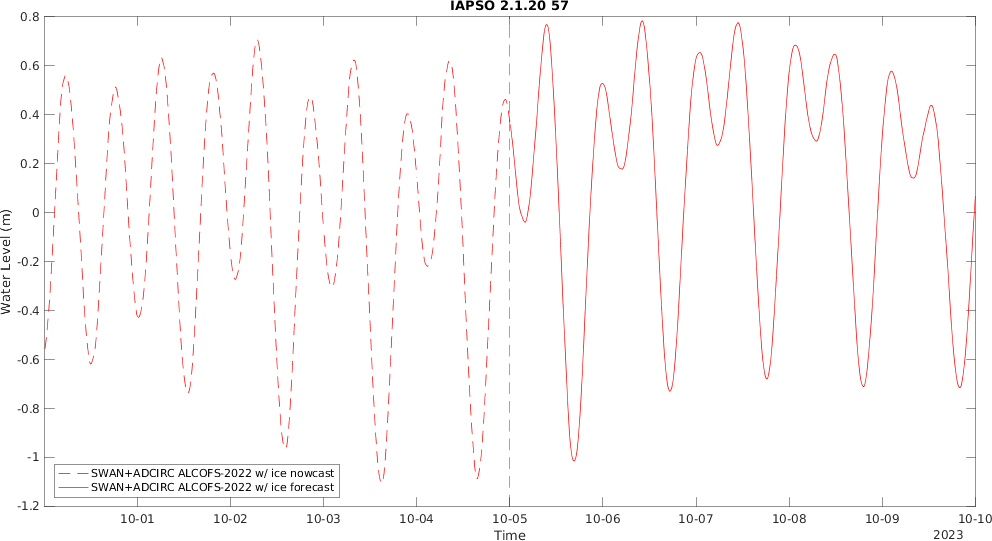 IAPSO 2.1.20 57
Water Level (m)
0.8
0.6
0.4
0.2
0
-0.2
-0.4
-0.6
-0.8
-1
-1.2
SWAN+ADCIRC ALCOFS-2022 w/ ice nowcast
SWAN+ADCIRC ALCOFS-2022 w/ ice forecast
10-01 10-02 10-03 10-04 10-05 10-06 10-07 10-08 10-09 10-10
Time
2023